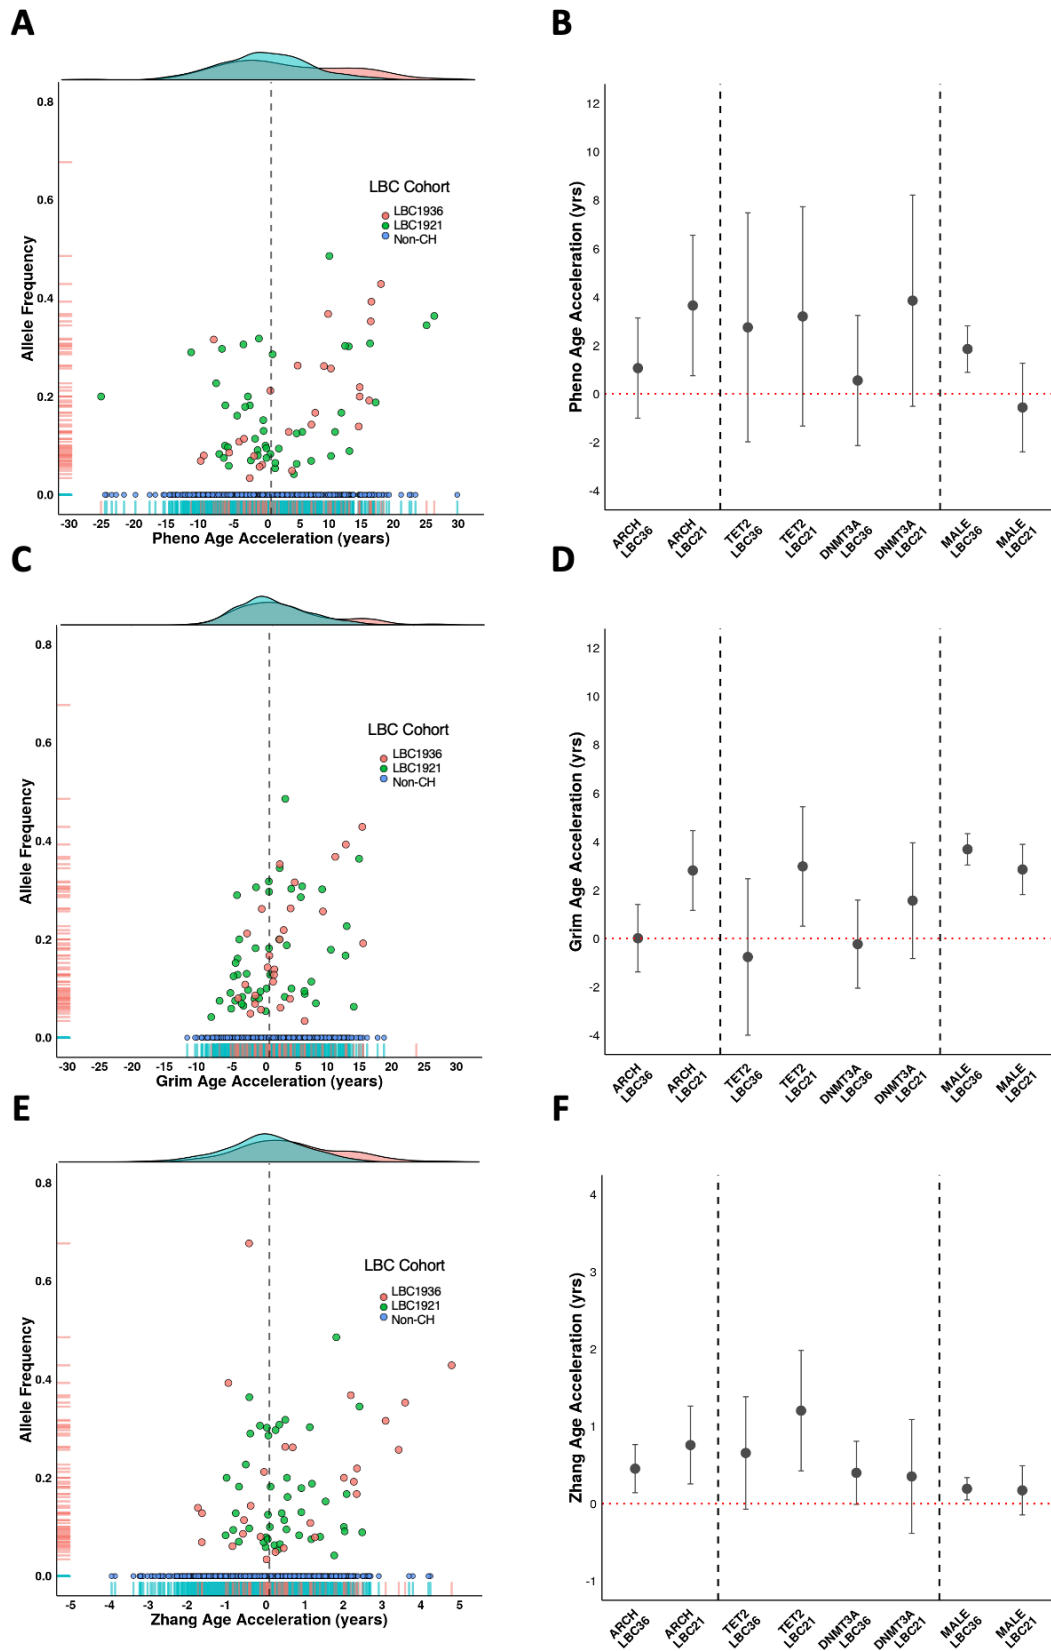 A
B
0.8
0.6
0.4
0.2
0.0
Allele Frequency
LBC Cohort
LBC1936
LBC1921
Non-CH
-30 -25 -20 -15 -10 -5 0 5 10 15 20 25 30
Pheno Age Acceleration (years)
12
10
8
6
4
2
0
-2
-4
Pheno Age Acceleration (yrs)
ARCH LBC36
ARCH LBC21
TET2 LBC36
TET2 LBC21
DNMT3A LBC36
DNMT3A LBC21
MALE LBC36
MALE LBC21
C
D
0.8
0.6
0.4
0.2
0.0
Allele Frequency
LBC Cohort
LBC1936
LBC1921
Non-CH
-30 -25 -20 -15 -10 -5 0 5 10 15 20 25 30
Grim Age Acceleration (years)
12
10
8
6
4
2
0
-2
-4
Grim Age Acceleration (yrs)
ARCH LBC36
ARCH LBC21
TET2 LBC36
TET2 LBC21
DNMT3A LBC36
DNMT3A LBC21
MALE LBC36
MALE LBC21
E
F
0.8
0.6
0.4
0.2
0.0
Allele Frequency
LBC Cohort
LBC1936
LBC1921
Non-CH
-5 -4 -3 -2 -1 0 1 2 3 4 5
Zhang Age Acceleration (years)
4
3
2
1
0
-1
Zhang Age Acceleration (yrs)
ARCH LBC36
ARCH LBC21
TET2 LBC36
TET2 LBC21
DNMT3A LBC36
DNMT3A LBC21
MALE LBC36
MALE LBC21